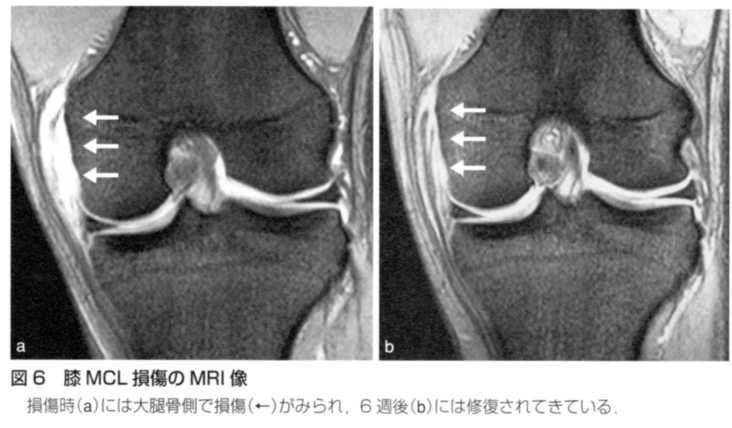 a
b
図6 膝MCL損傷のMRI像
損傷時(a)には大腿骨側で損傷(←)がみられ，6週後(b)には修復されてきている．